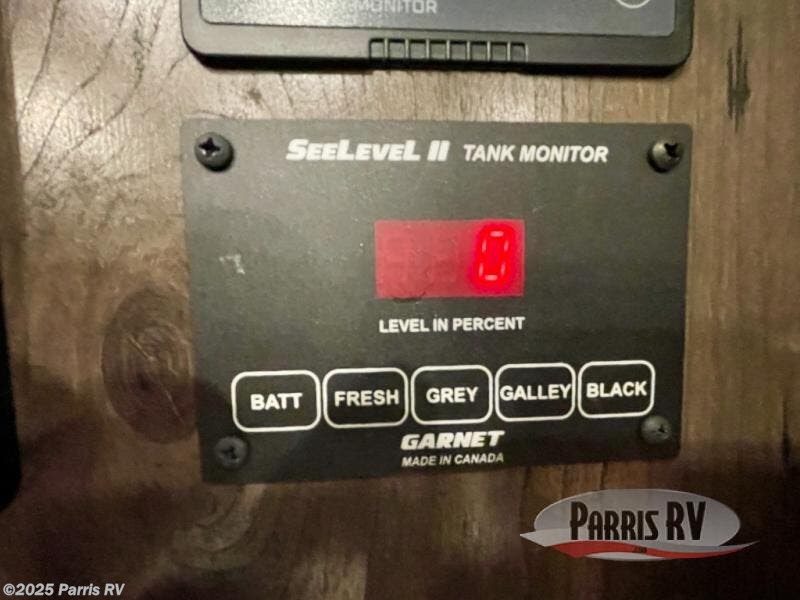 MONITOR
SEELEVEL II TANK MONITOR
0
LEVEL IN PERCENT
BATT FRESH GREY GALLEY BLACK
GARNET
MADE IN CANADA
PARRIS RV
©2025 Parris RV